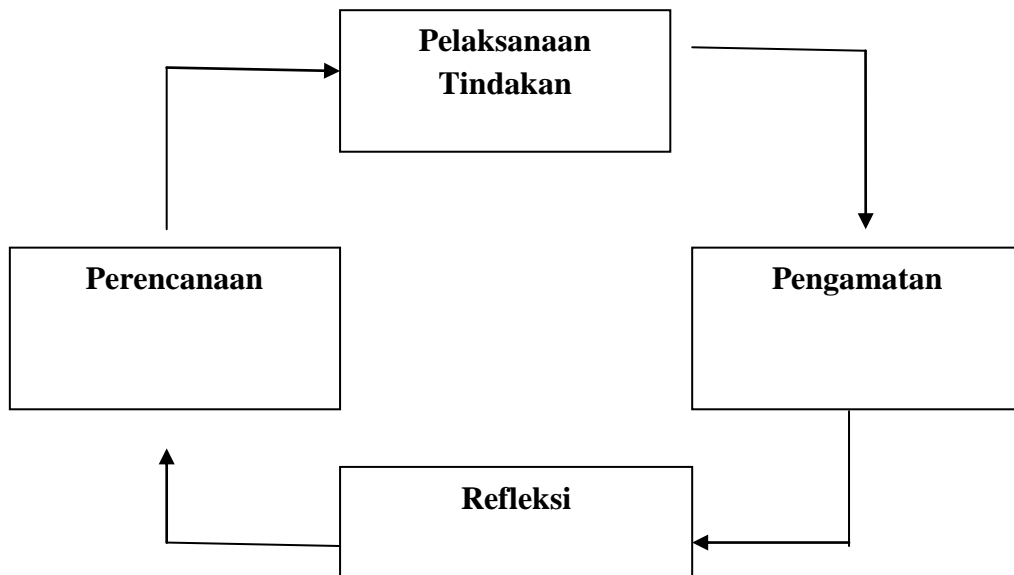 Pelaksanaan
Tindakan
Perencanaan
Pengamatan
Refleksi